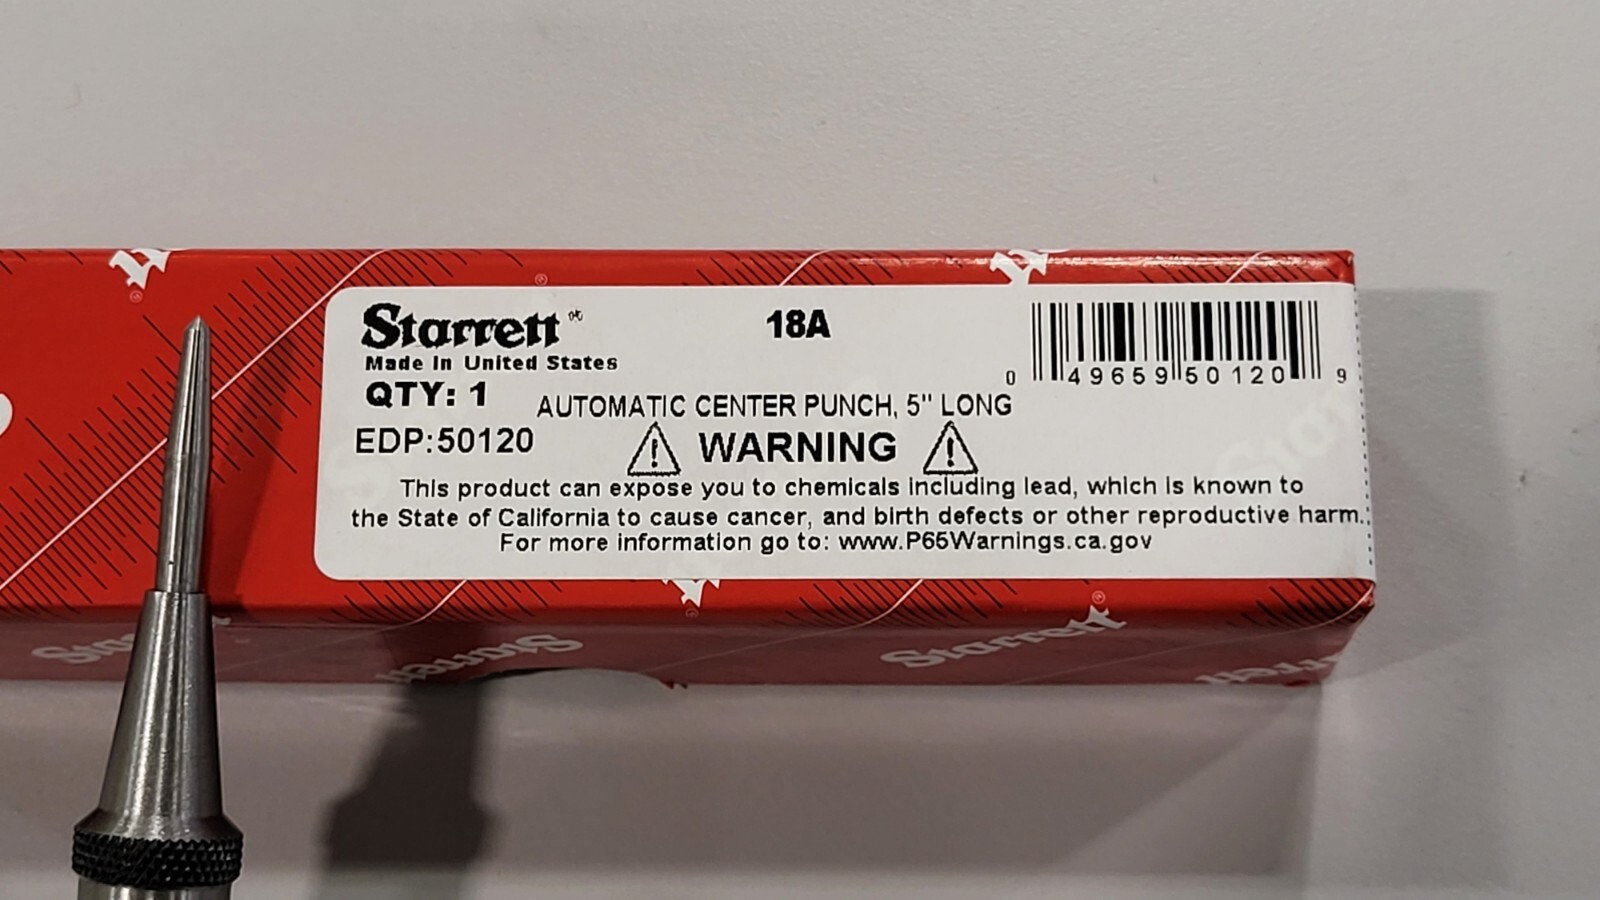 Starrett
18A
Made In United States
QTY: 1
AUTOMATIC CENTER PUNCH, 5" LONG
0 49659 50120 9
EDP:50120
WARNING
This product can expose you to chemicals including lead, which is known to
the State of California to cause cancer, and birth defects or other reproductive harm.
For more information go to: www.P65Warnings.ca.gov
Starrett
Starrett